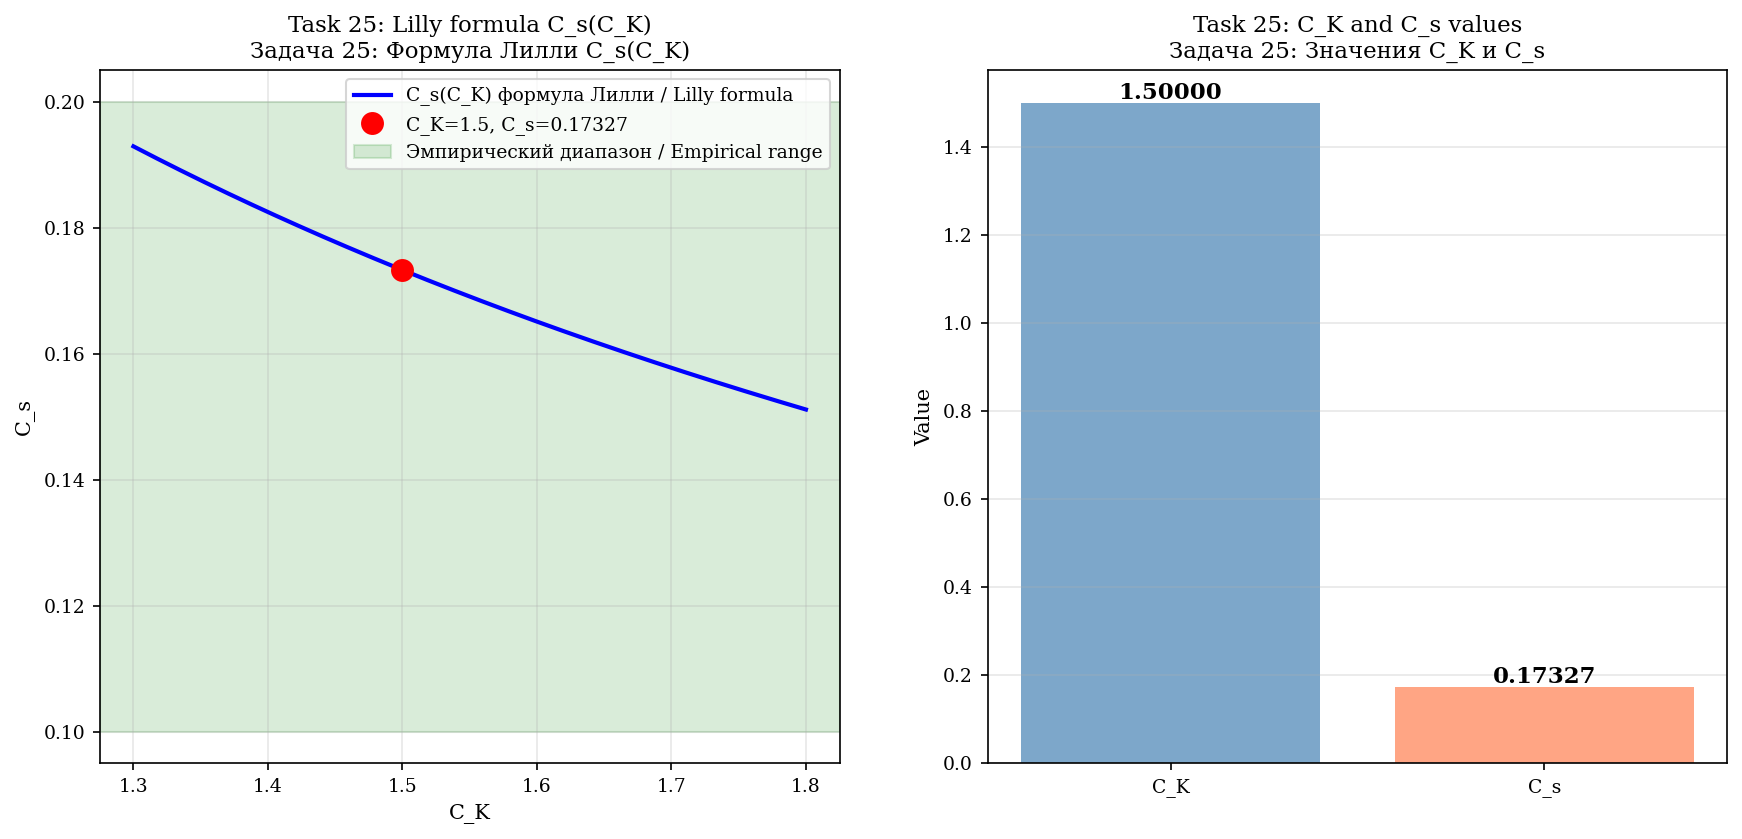 Task 25: Lilly formula C_s(C_K)
Задача 25: Формула Лилли C_s(C_K)
C_s(C_K) формула Лилли / Lilly formula
C_K=1.5, C_s=0.17327
Эмпирический диапазон / Empirical range
0.20
0.18
0.16
0.14
0.12
0.10
C_s
1.3 1.4 1.5 1.6 1.7 1.8
C_K
Task 25: C_K and C_s values
Задача 25: Значения C_K и C_s
1.50000
0.17327
1.4
1.2
1.0
0.8
0.6
0.4
0.2
0.0
Value
C_K C_s